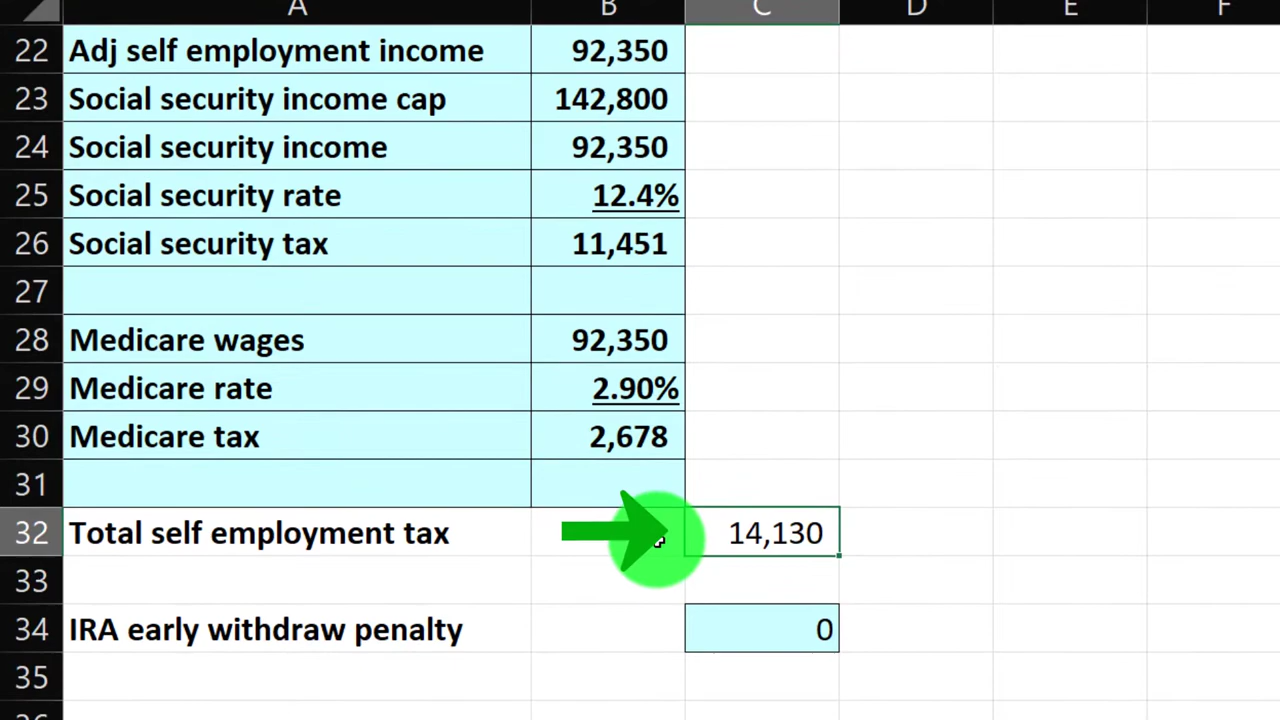 A B C D E F
22 Adj self employment income 92,350
23 Social security income cap 142,800
24 Social security income 92,350
25 Social security rate 12.4%
26 Social security tax 11,451
27
28 Medicare wages 92,350
29 Medicare rate 2.90%
30 Medicare tax 2,678
31
32 Total self employment tax 14,130
33
34 IRA early withdraw penalty 0
35